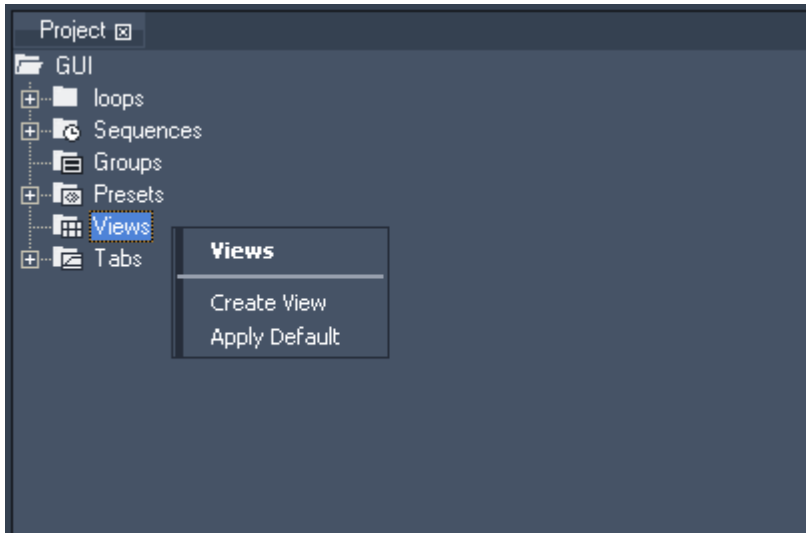 Project
GUI
loops
Sequences
Groups
Presets
Views
Tabs
Views
Create View
Apply Default